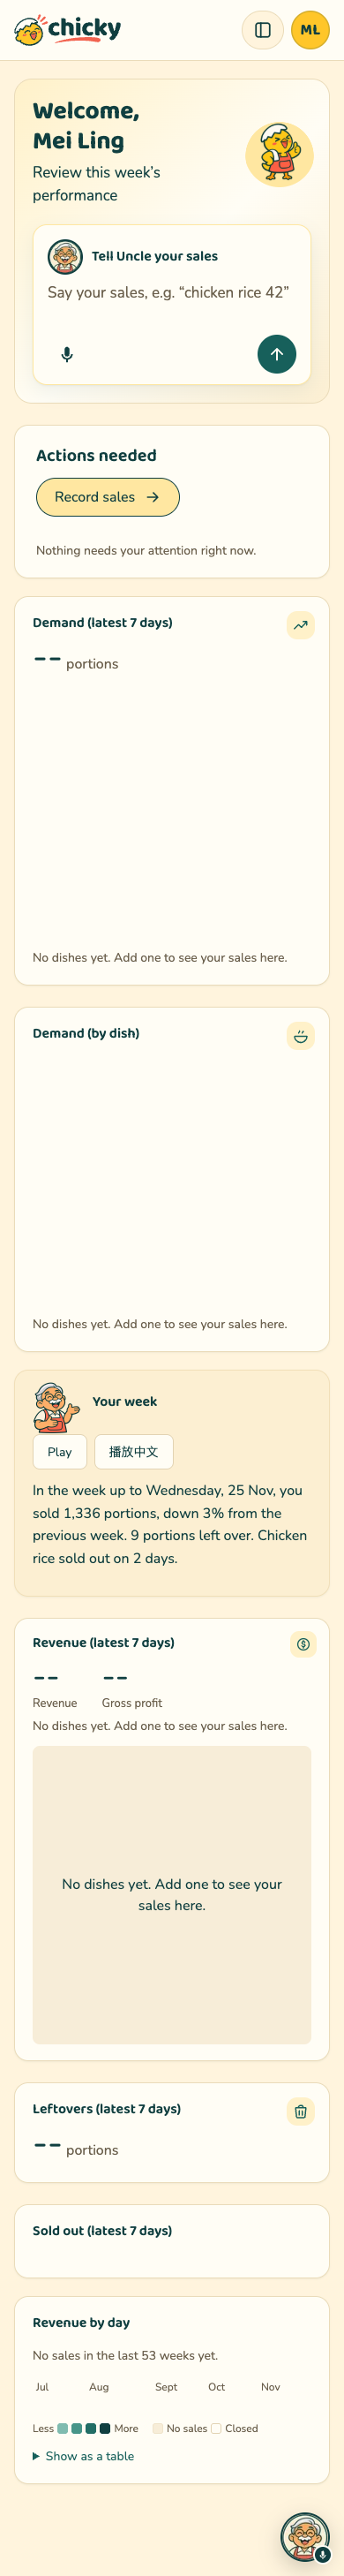 chicky
ML
Welcome,
Mei Ling
Review this week's
performance
Tell Uncle your sales
Say your sales, e.g. “chicken rice 42”
Actions needed
Record sales
Nothing needs your attention right now.
Demand (latest 7 days)
-- portions
No dishes yet. Add one to see your sales here.
Demand (by dish)
No dishes yet. Add one to see your sales here.
Your week
Play 播放中文
In the week up to Wednesday, 25 Nov, you
sold 1,336 portions, down 3% from the
previous week. 9 portions left over. Chicken
rice sold out on 2 days.
Revenue (latest 7 days)
-- --
Revenue Gross profit
No dishes yet. Add one to see your sales here.
No dishes yet. Add one to see your
sales here.
Leftovers (latest 7 days)
-- portions
Sold out (latest 7 days)
Revenue by day
No sales in the last 53 weeks yet.
Jul Aug Sept Oct Nov
Less More No sales Closed
Show as a table